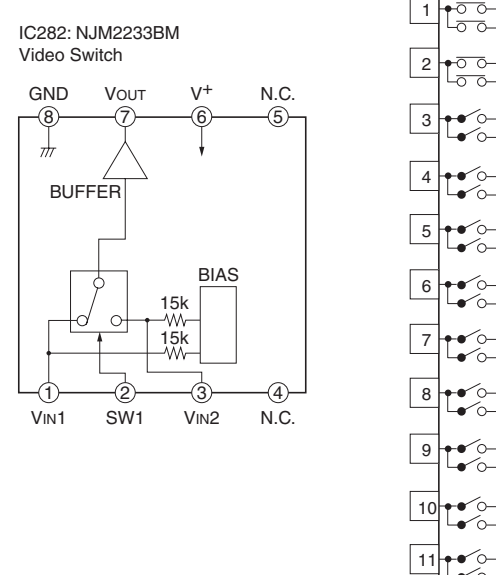 IC282: NJM2233BM
Video Switch
GND VOUT V+ N.C.
8 7 6 5
BUFFER
BIAS
15k
15k
1 2 3 4
VIN1 SW1 VIN2 N.C.
1
2
3
4
5
6
7
8
9
10
11